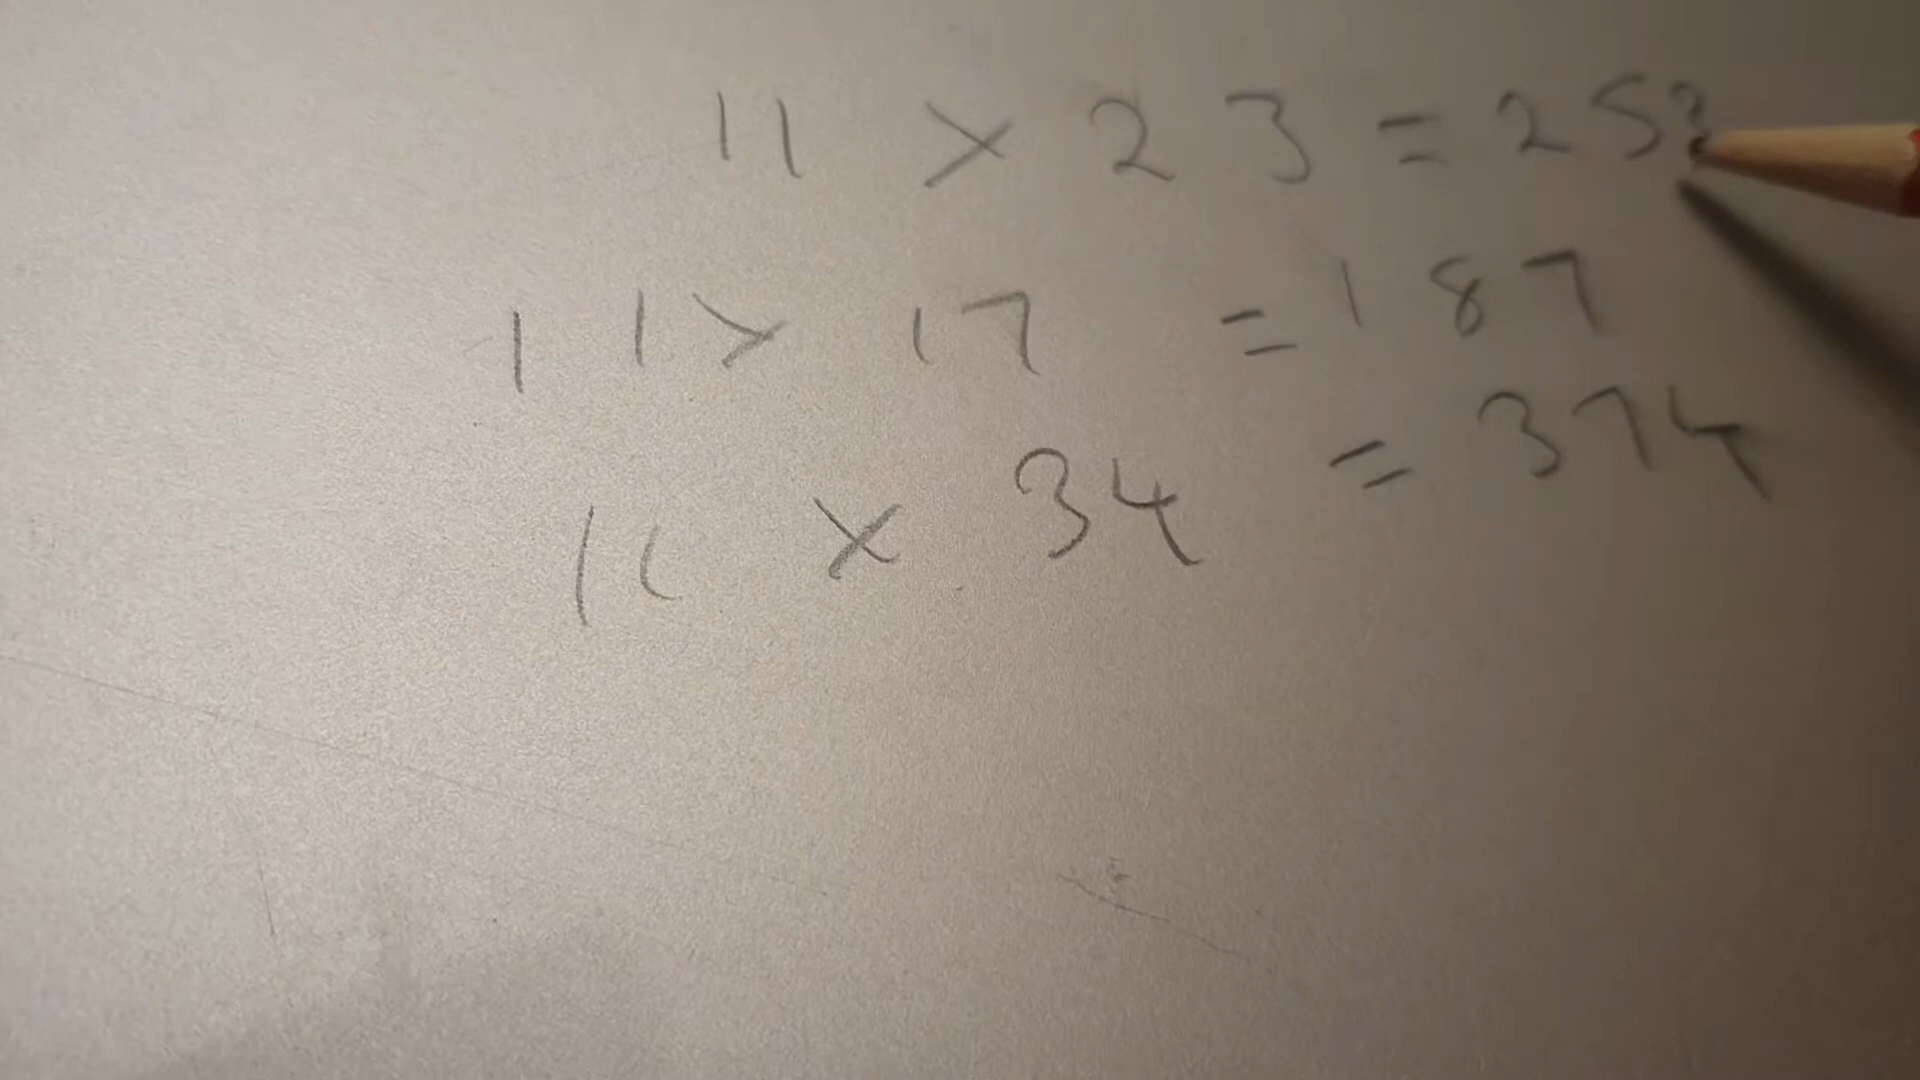 11 × 23 = 253
11 × 17 = 187
11 × 34 = 374